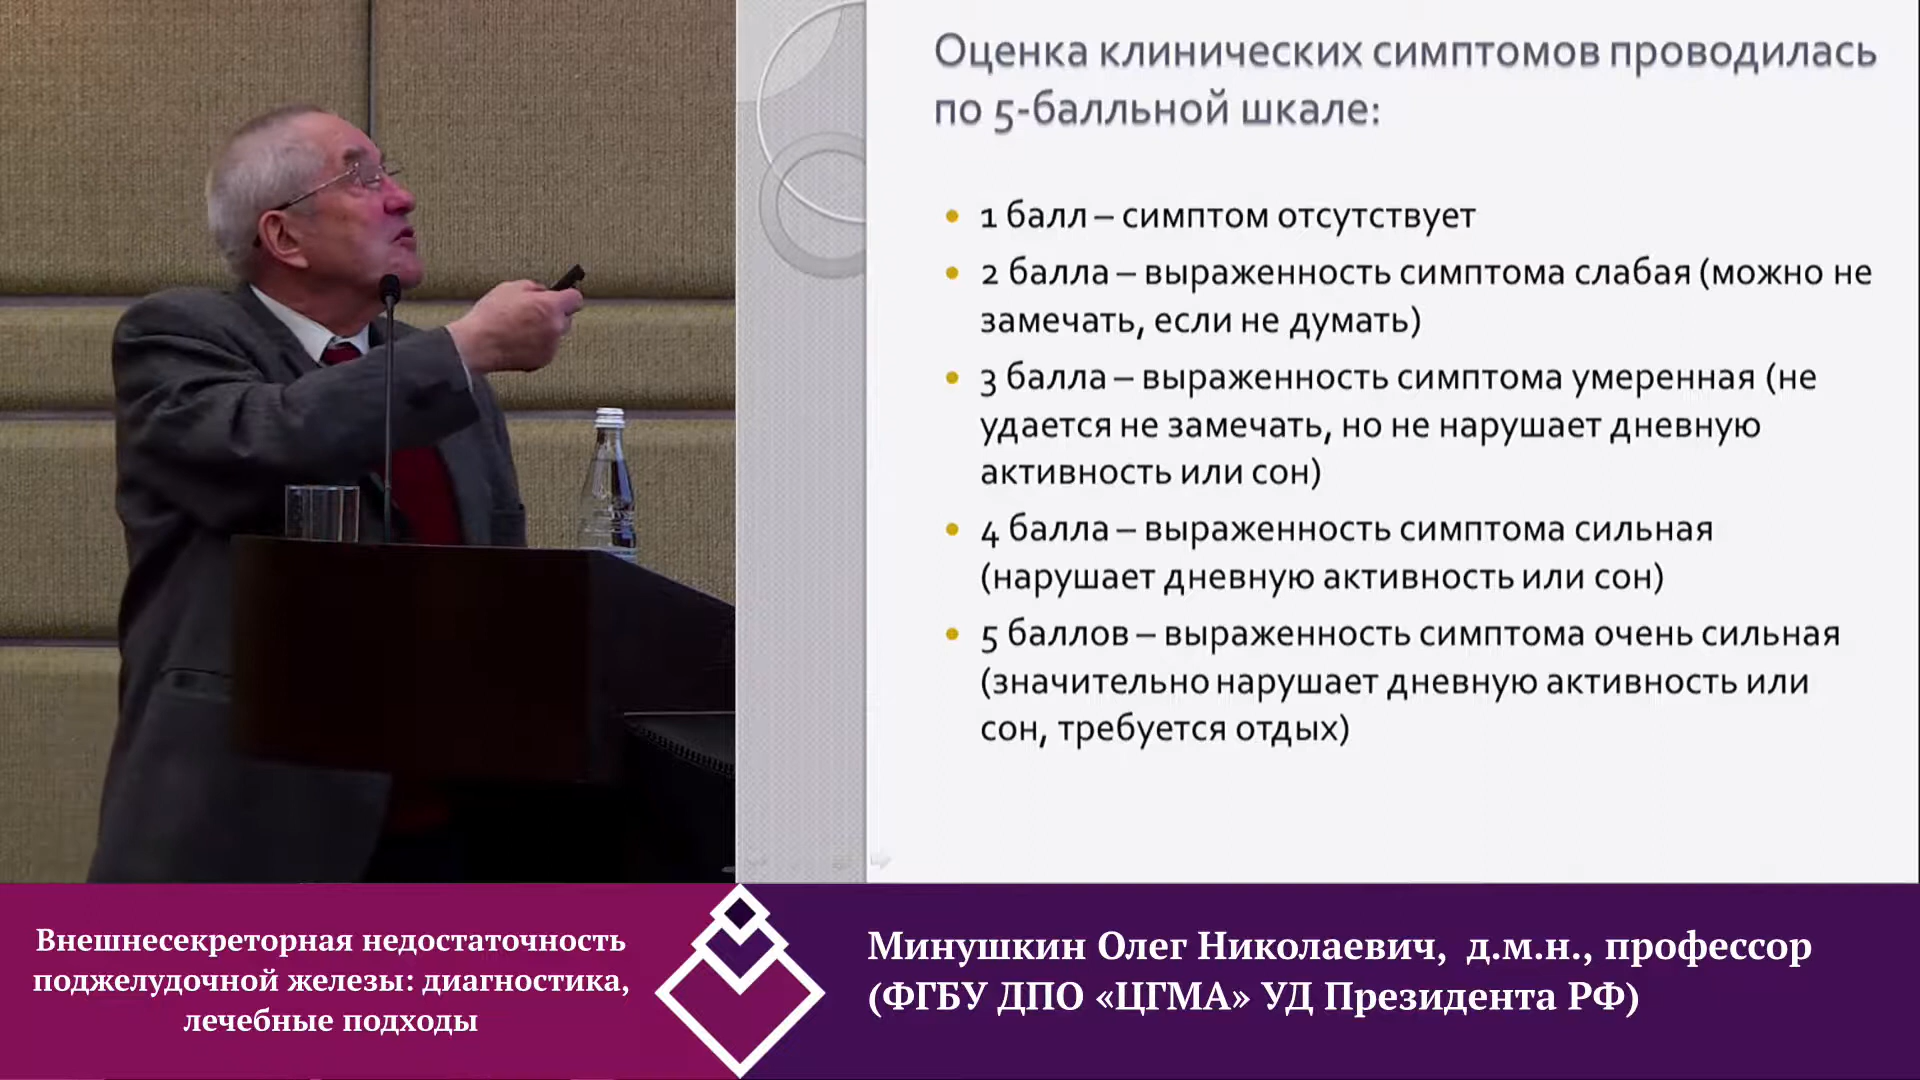 Оценка клинических симптомов проводилась
по 5-балльной шкале:
• 1 балл – симптом отсутствует
• 2 балла – выраженность симптома слабая (можно не
замечать, если не думать)
• 3 балла – выраженность симптома умеренная (не
удается не замечать, но не нарушает дневную
активность или сон)
• 4 балла – выраженность симптома сильная
(нарушает дневную активность или сон)
• 5 баллов – выраженность симптома очень сильная
(значительно нарушает дневную активность или
сон, требуется отдых)
Внешнесекреторная недостаточность
поджелудочной железы: диагностика,
лечебные подходы
Минушкин Олег Николаевич, д.м.н., профессор
(ФГБУ ДПО «ЦГМА» УД Президента РФ)